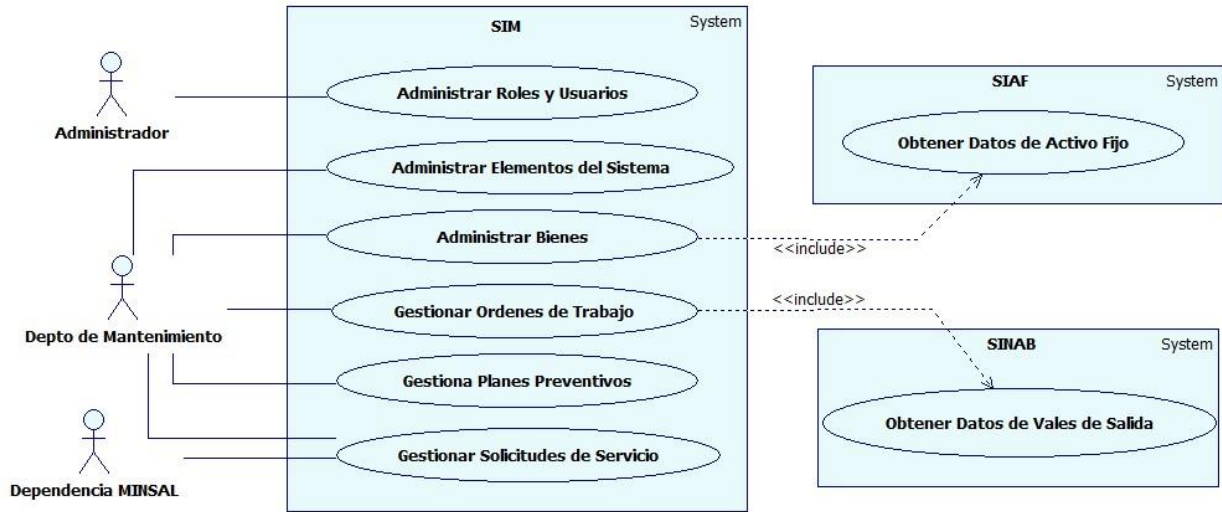 SIM
System
Administrar Roles y Usuarios
Administrador
Administrar Elementos del Sistema
Administrar Bienes
Gestionar Ordenes de Trabajo
Depto de Mantenimiento
Gestiona Planes Preventivos
Gestionar Solicitudes de Servicio
Dependencia MINSAL
SIAF
System
Obtener Datos de Activo Fijo
<<include>>
<<include>>
SINAB
System
Obtener Datos de Vales de Salida